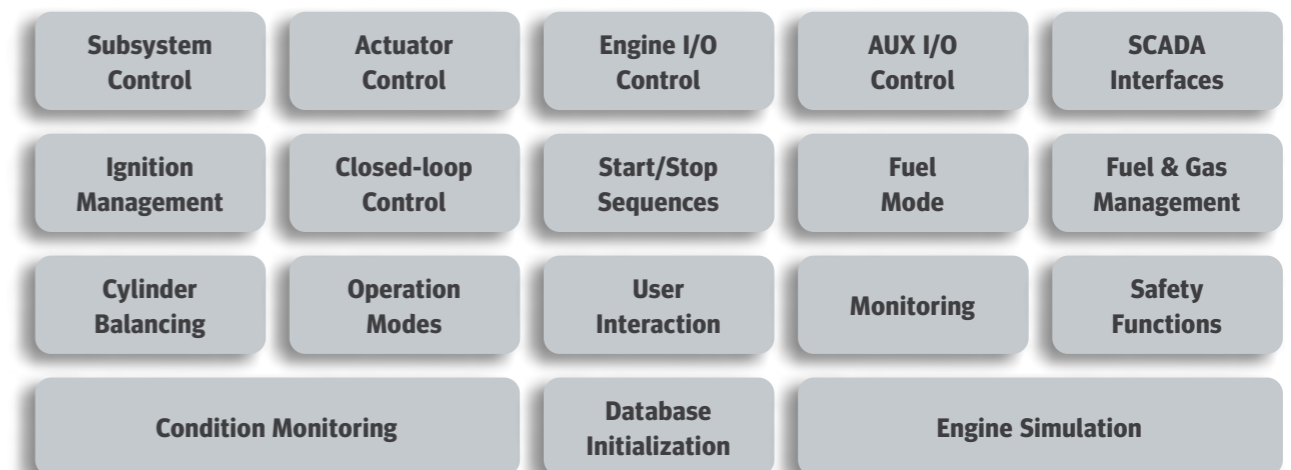 Subsystem
Control
Actuator
Control
Engine I/O
Control
AUX I/O
Control
SCADA
Interfaces
Ignition
Management
Closed-loop
Control
Start/Stop
Sequences
Fuel
Mode
Fuel & Gas
Management
Cylinder
Balancing
Operation
Modes
User
Interaction
Monitoring
Safety
Functions
Condition Monitoring
Database
Initialization
Engine Simulation